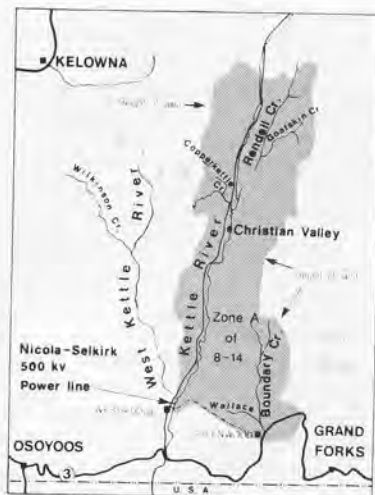 KELOWNA
Rendell Cr.
Goatskin Cr.
Copperkettle
Cr.
Wilkinson Cr.
River
Christian Valley
West Kettle
Kettle River
Zone A
of
8-14
Boundary Cr.
Nicola-Selkirk
500 kv
Power line
Wallace
OSOYOOS
3
GRAND
FORKS
U.S.A